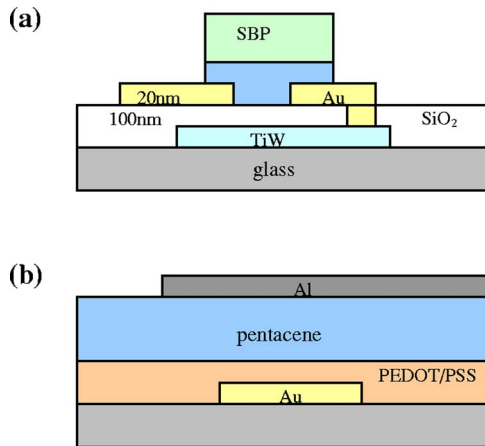 (a)
SBP
20nm
Au
100nm
SiO₂
TiW
glass
(b)
Al
pentacene
PEDOT/PSS
Au